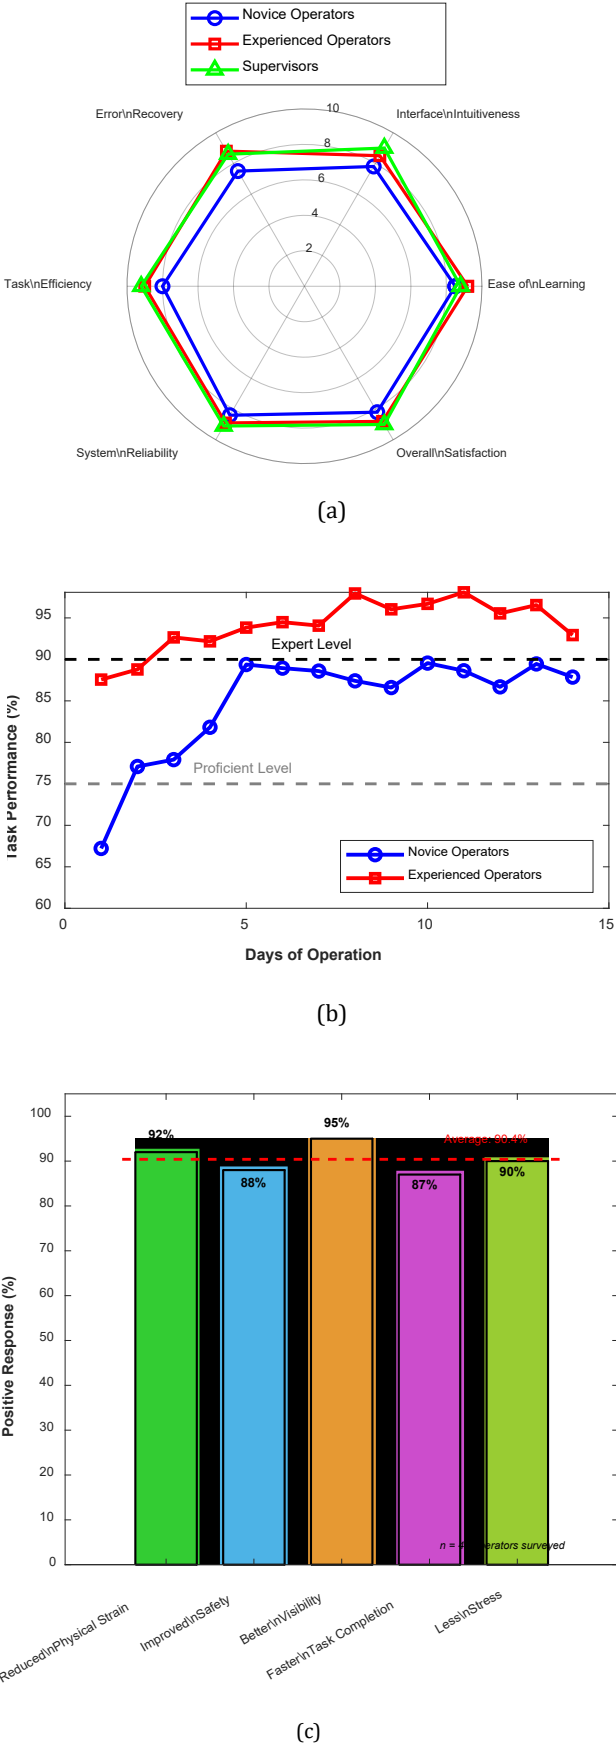 Novice Operators
Experienced Operators
Supervisors
10
Error\nRecovery
Interface\nIntuitiveness
8
6
4
2
Task\nEfficiency
Ease of\nLearning
System\nReliability
Overall\nSatisfaction
(a)
95
Expert Level
90
85
80
Proficient Level
75
70
65
60
Task Performance (%)
Novice Operators
Experienced Operators
0
5
10
15
Days of Operation
(b)
100
92%
95%
Average: 90.4%
90
88%
87%
90%
80
70
60
50
40
30
20
10
0
Positive Response (%)
n = erators surveyed
Reduced\nPhysical Strain
Improved\nSafety
Better\nVisibility
Faster\nTask Completion
Less\nStress
(c)